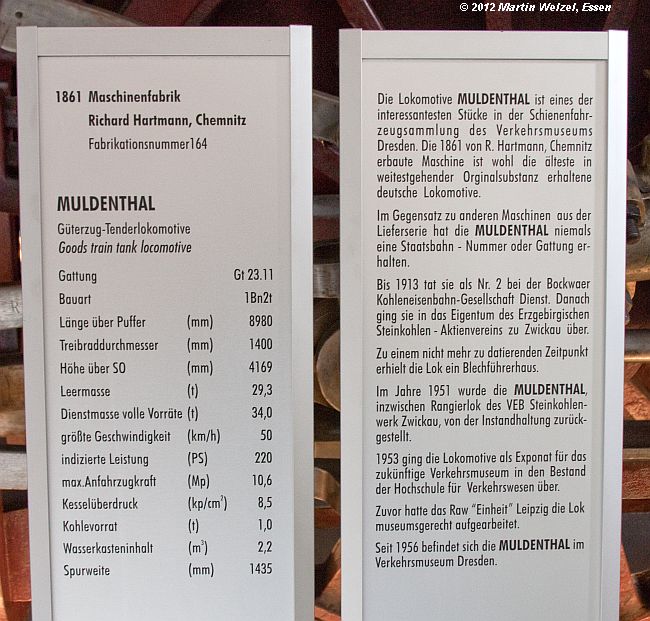 © 2012 Martin Welzel, Essen
1861 Maschinenfabrik
Richard Hartmann, Chemnitz
Fabrikationsnummer164
MULDENTHAL
Güterzug-Tenderlokomotive
Goods train tank locomotive
Gattung Gt 23.11
Bauart 1Bn2t
Länge über Puffer (mm) 8980
Treibraddurchmesser (mm) 1400
Höhe über SO (mm) 4169
Leermasse (t) 29,3
Dienstmasse volle Vorräte (t) 34,0
größte Geschwindigkeit (km/h) 50
indizierte Leistung (PS) 220
max.Anfahrzugkraft (Mp) 10,6
Kesselüberdruck (kp/cm²) 8,5
Kohlevorrat (t) 1,0
Wasserkasteninhalt (m³) 2,2
Spurweite (mm) 1435
Die Lokomotive MULDENTHAL ist eines der
interessantesten Stücke in der Schienenfahr-
zeugsammlung des Verkehrsmuseums
Dresden. Die 1861 von R. Hartmann, Chemnitz
erbaute Maschine ist wohl die älteste in
weitestgehender Orginalsubstanz erhaltene
deutsche Lokomotive.
Im Gegensatz zu anderen Maschinen aus der
Lieferserie hat die MULDENTHAL niemals
eine Staatsbahn - Nummer oder Gattung er-
halten.
Bis 1913 tat sie als Nr. 2 bei der Bockwaer
Kohleneisenbahn-Gesellschaft Dienst. Danach
ging sie in das Eigentum des Erzgebirgischen
Steinkohlen - Aktienvereins zu Zwickau über.
Zu einem nicht mehr zu datierenden Zeitpunkt
erhielt die Lok ein Blechführerhaus.
Im Jahre 1951 wurde die MULDENTHAL,
inzwischen Rangierlok des VEB Steinkohlen-
werk Zwickau, von der Instandhaltung zurück-
gestellt.
1953 ging die Lokomotive als Exponat für das
zukünftige Verkehrsmuseum in den Bestand
der Hochschule für Verkehrswesen über.
Zuvor hatte das Raw "Einheit" Leipzig die Lok
museumsgerecht aufgearbeitet.
Seit 1956 befindet sich die MULDENTHAL im
Verkehrsmuseum Dresden.